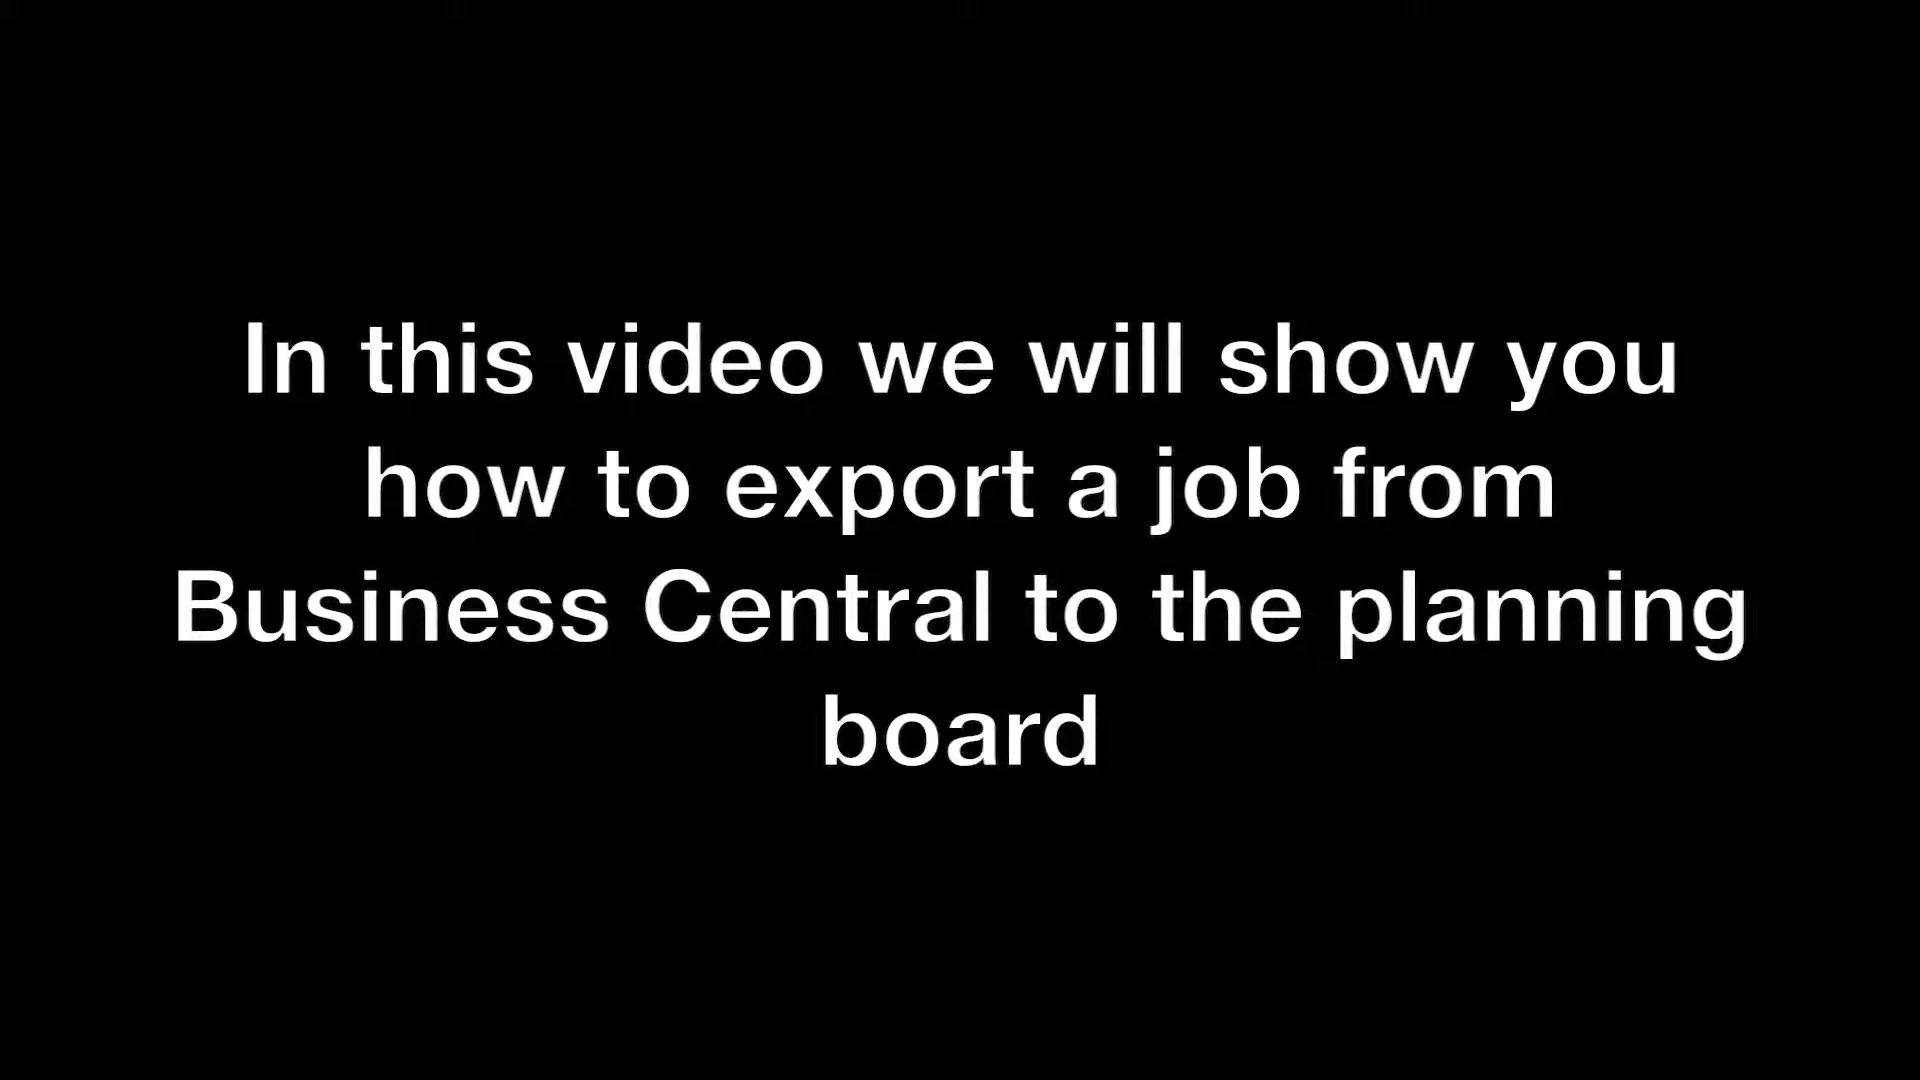 In this video we will show you
how to export a job from
Business Central to the planning
board